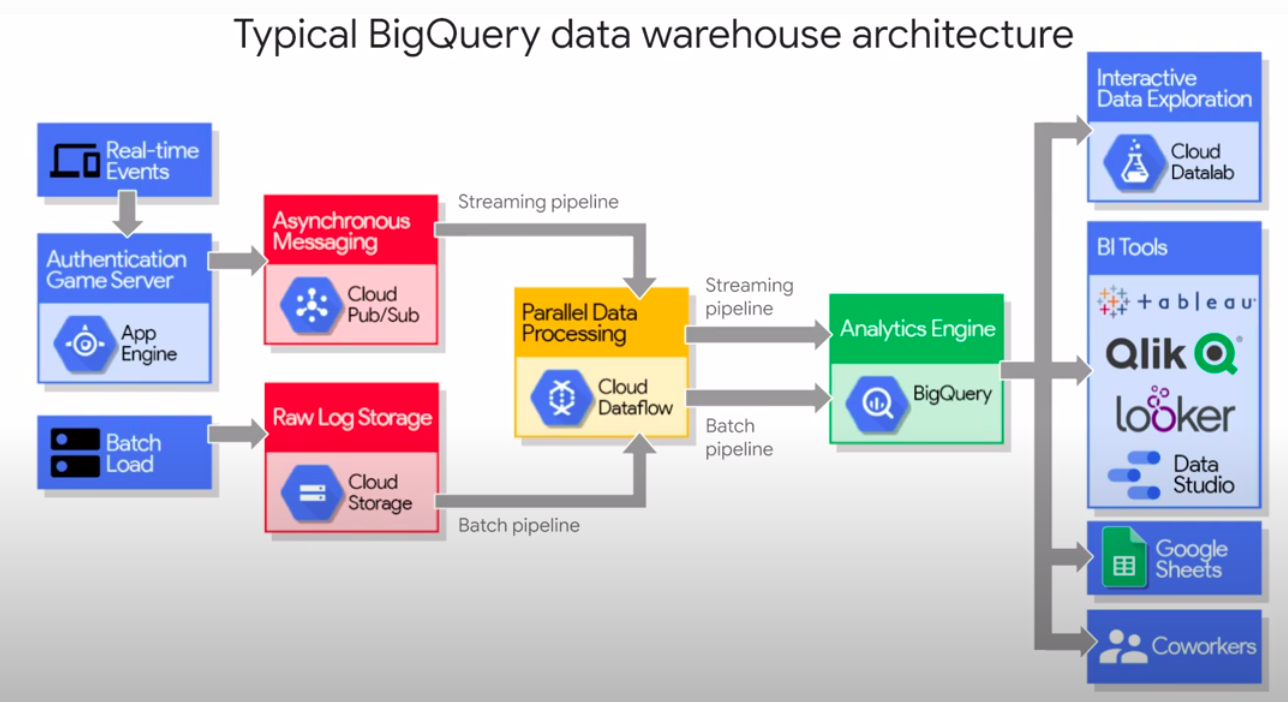 Typical BigQuery data warehouse architecture
Real-time
Events
Authentication
Game Server
App
Engine
Batch
Load
Asynchronous
Messaging
Cloud
Pub/Sub
Raw Log Storage
Cloud
Storage
Streaming pipeline
Batch pipeline
Parallel Data
Processing
Cloud
Dataflow
Streaming
pipeline
Batch
pipeline
Analytics Engine
BigQuery
Interactive
Data Exploration
Cloud
Datalab
BI Tools
+ableau
Qlik
looker
Data
Studio
Google
Sheets
Coworkers